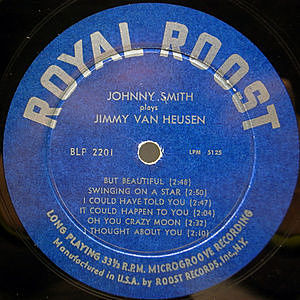 ROYAL ROOST
JOHNNY SMITH
plays
JIMMY VAN HEUSEN
BLP 2201
LPM 5125
BUT BEAUTIFUL (2:48)
SWINGING ON A STAR (2:50)
I COULD HAVE TOLD YOU (2:47)
IT COULD HAPPEN TO YOU (2:04)
OH YOU CRAZY MOON (2:32)
I THOUGHT ABOUT YOU (2:10)
LONG PLAYING 33⅓ R.P.M. MICROGROOVE RECORDING
Manufactured in U.S.A. by ROOST RECORDS, Inc., N.Y.